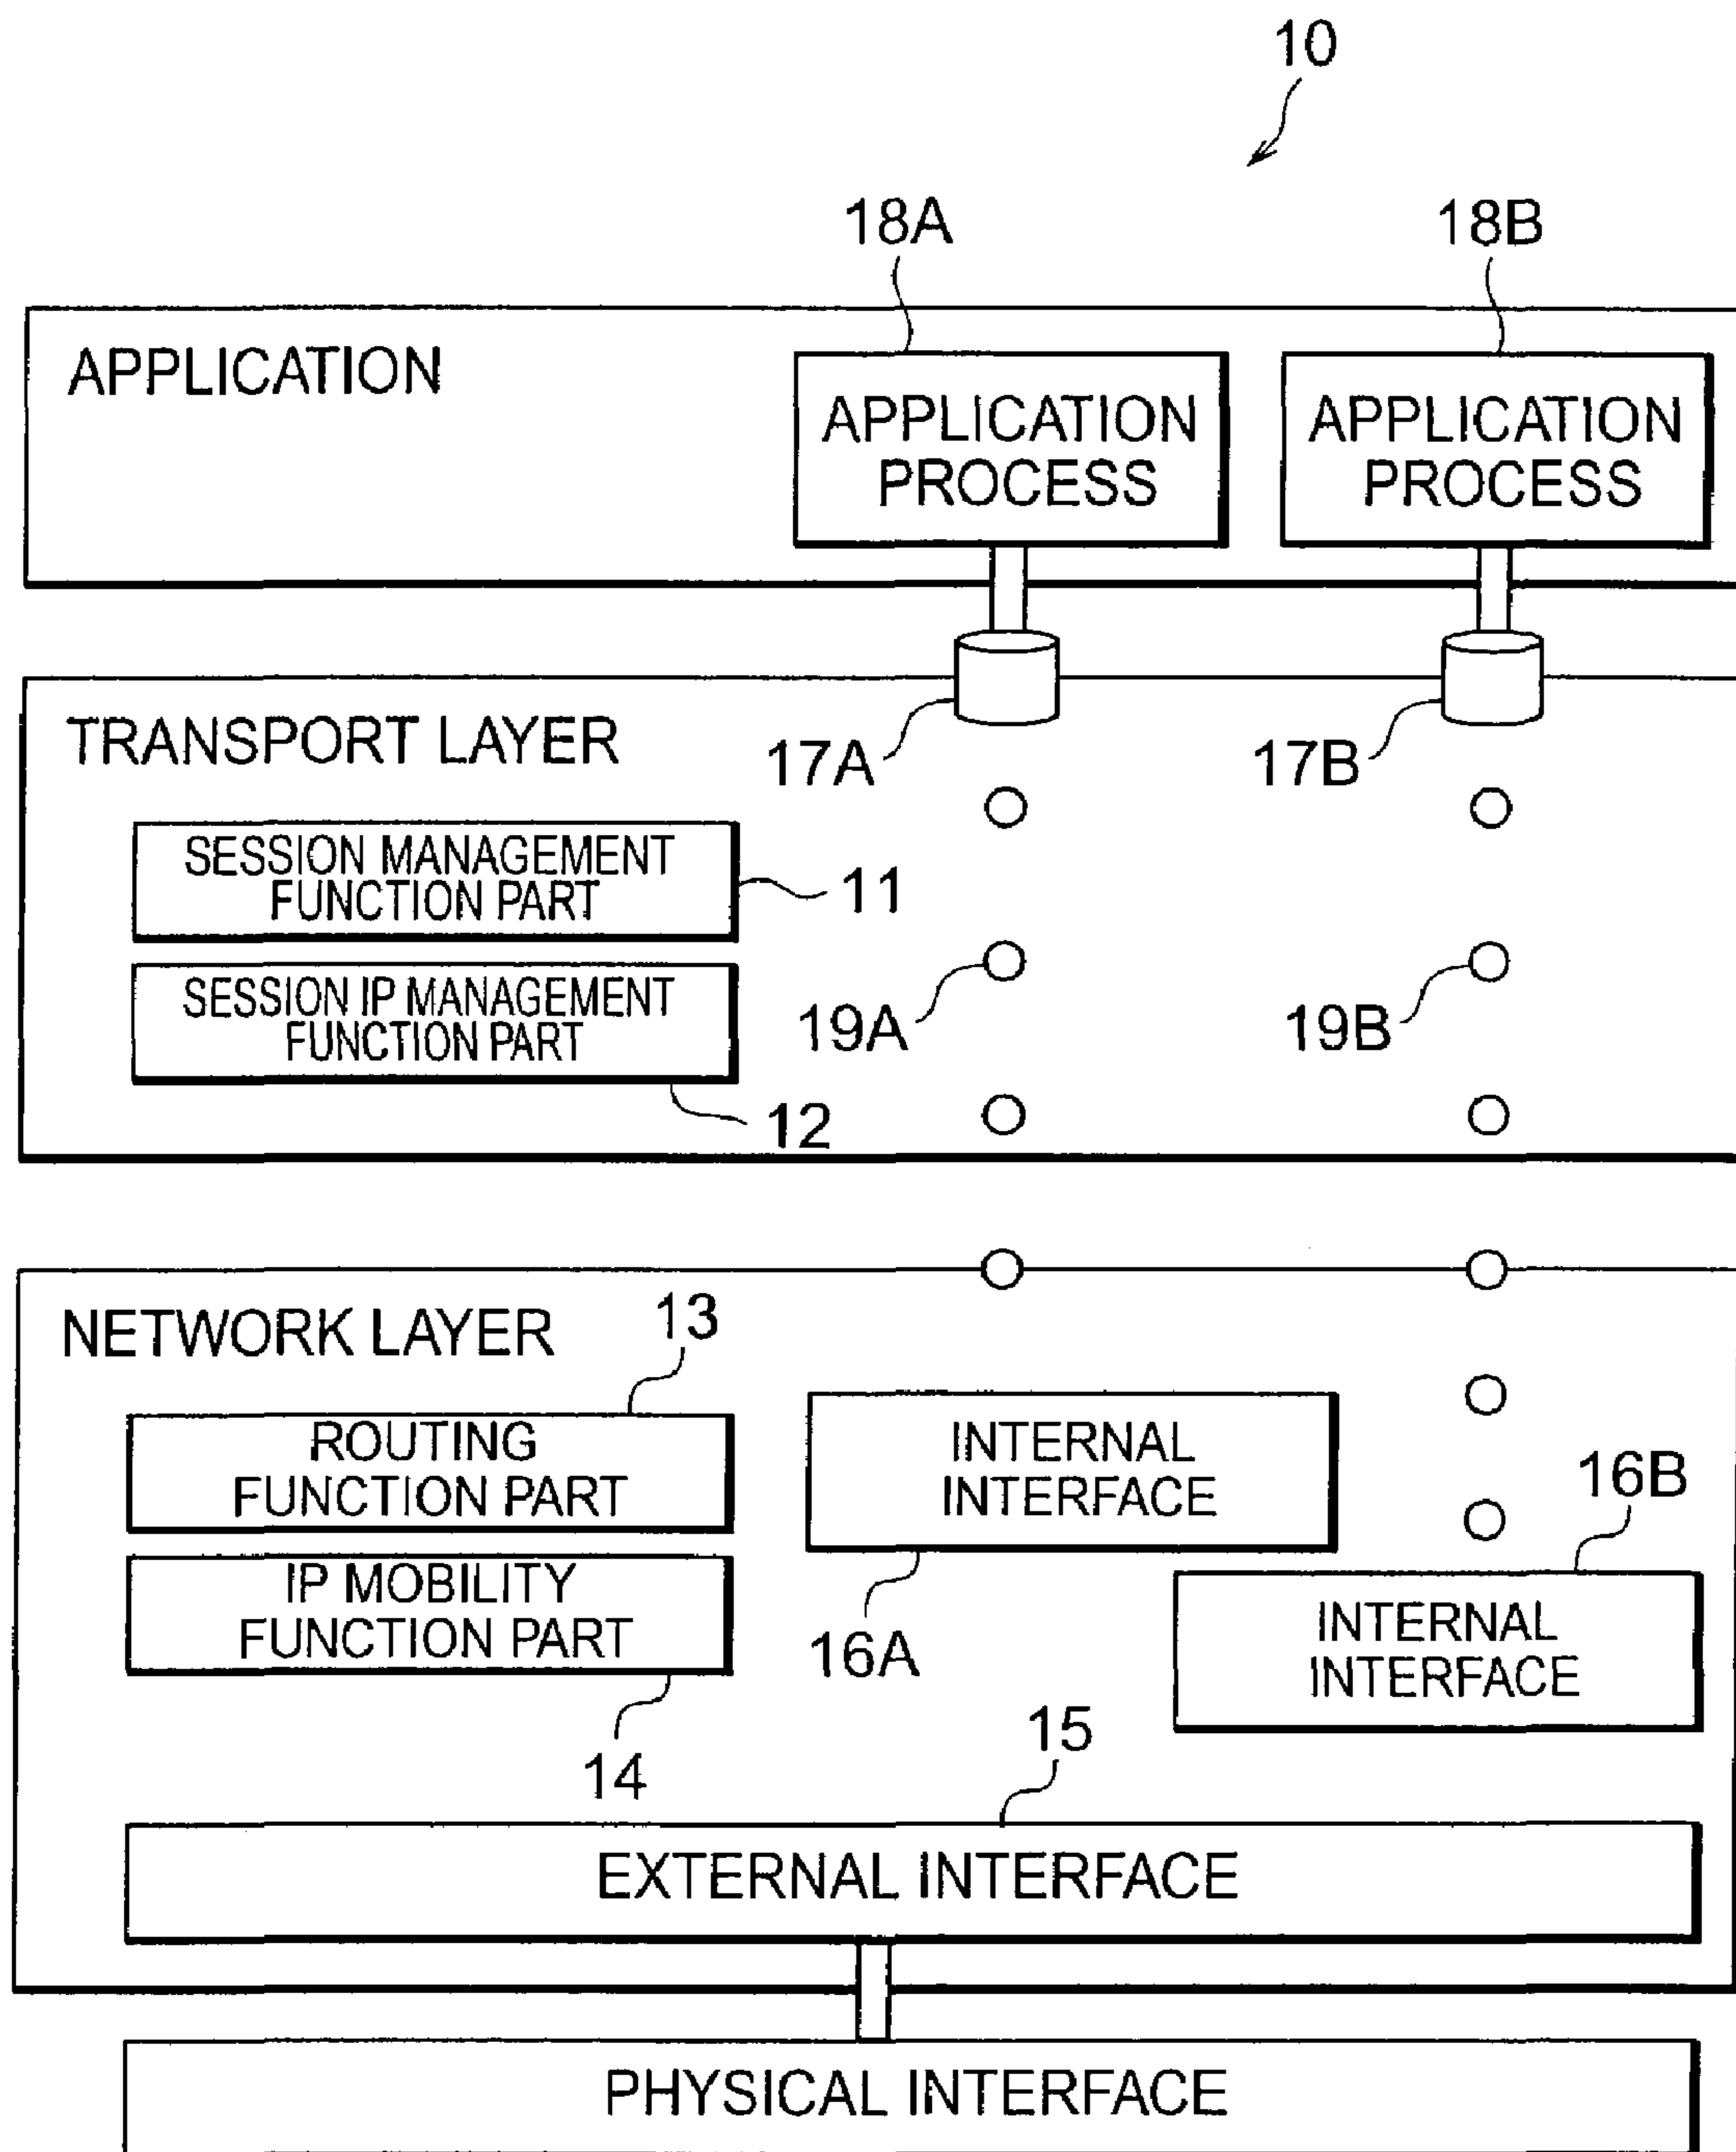 10
18A
18B
APPLICATION
APPLICATION
PROCESS
APPLICATION
PROCESS
TRANSPORT LAYER
17A
17B
SESSION MANAGEMENT
FUNCTION PART
11
SESSION IP MANAGEMENT
FUNCTION PART
19A
19B
12
NETWORK LAYER
13
ROUTING
FUNCTION PART
INTERNAL
INTERFACE
16B
IP MOBILITY
FUNCTION PART
16A
INTERNAL
INTERFACE
14
15
EXTERNAL INTERFACE
PHYSICAL INTERFACE